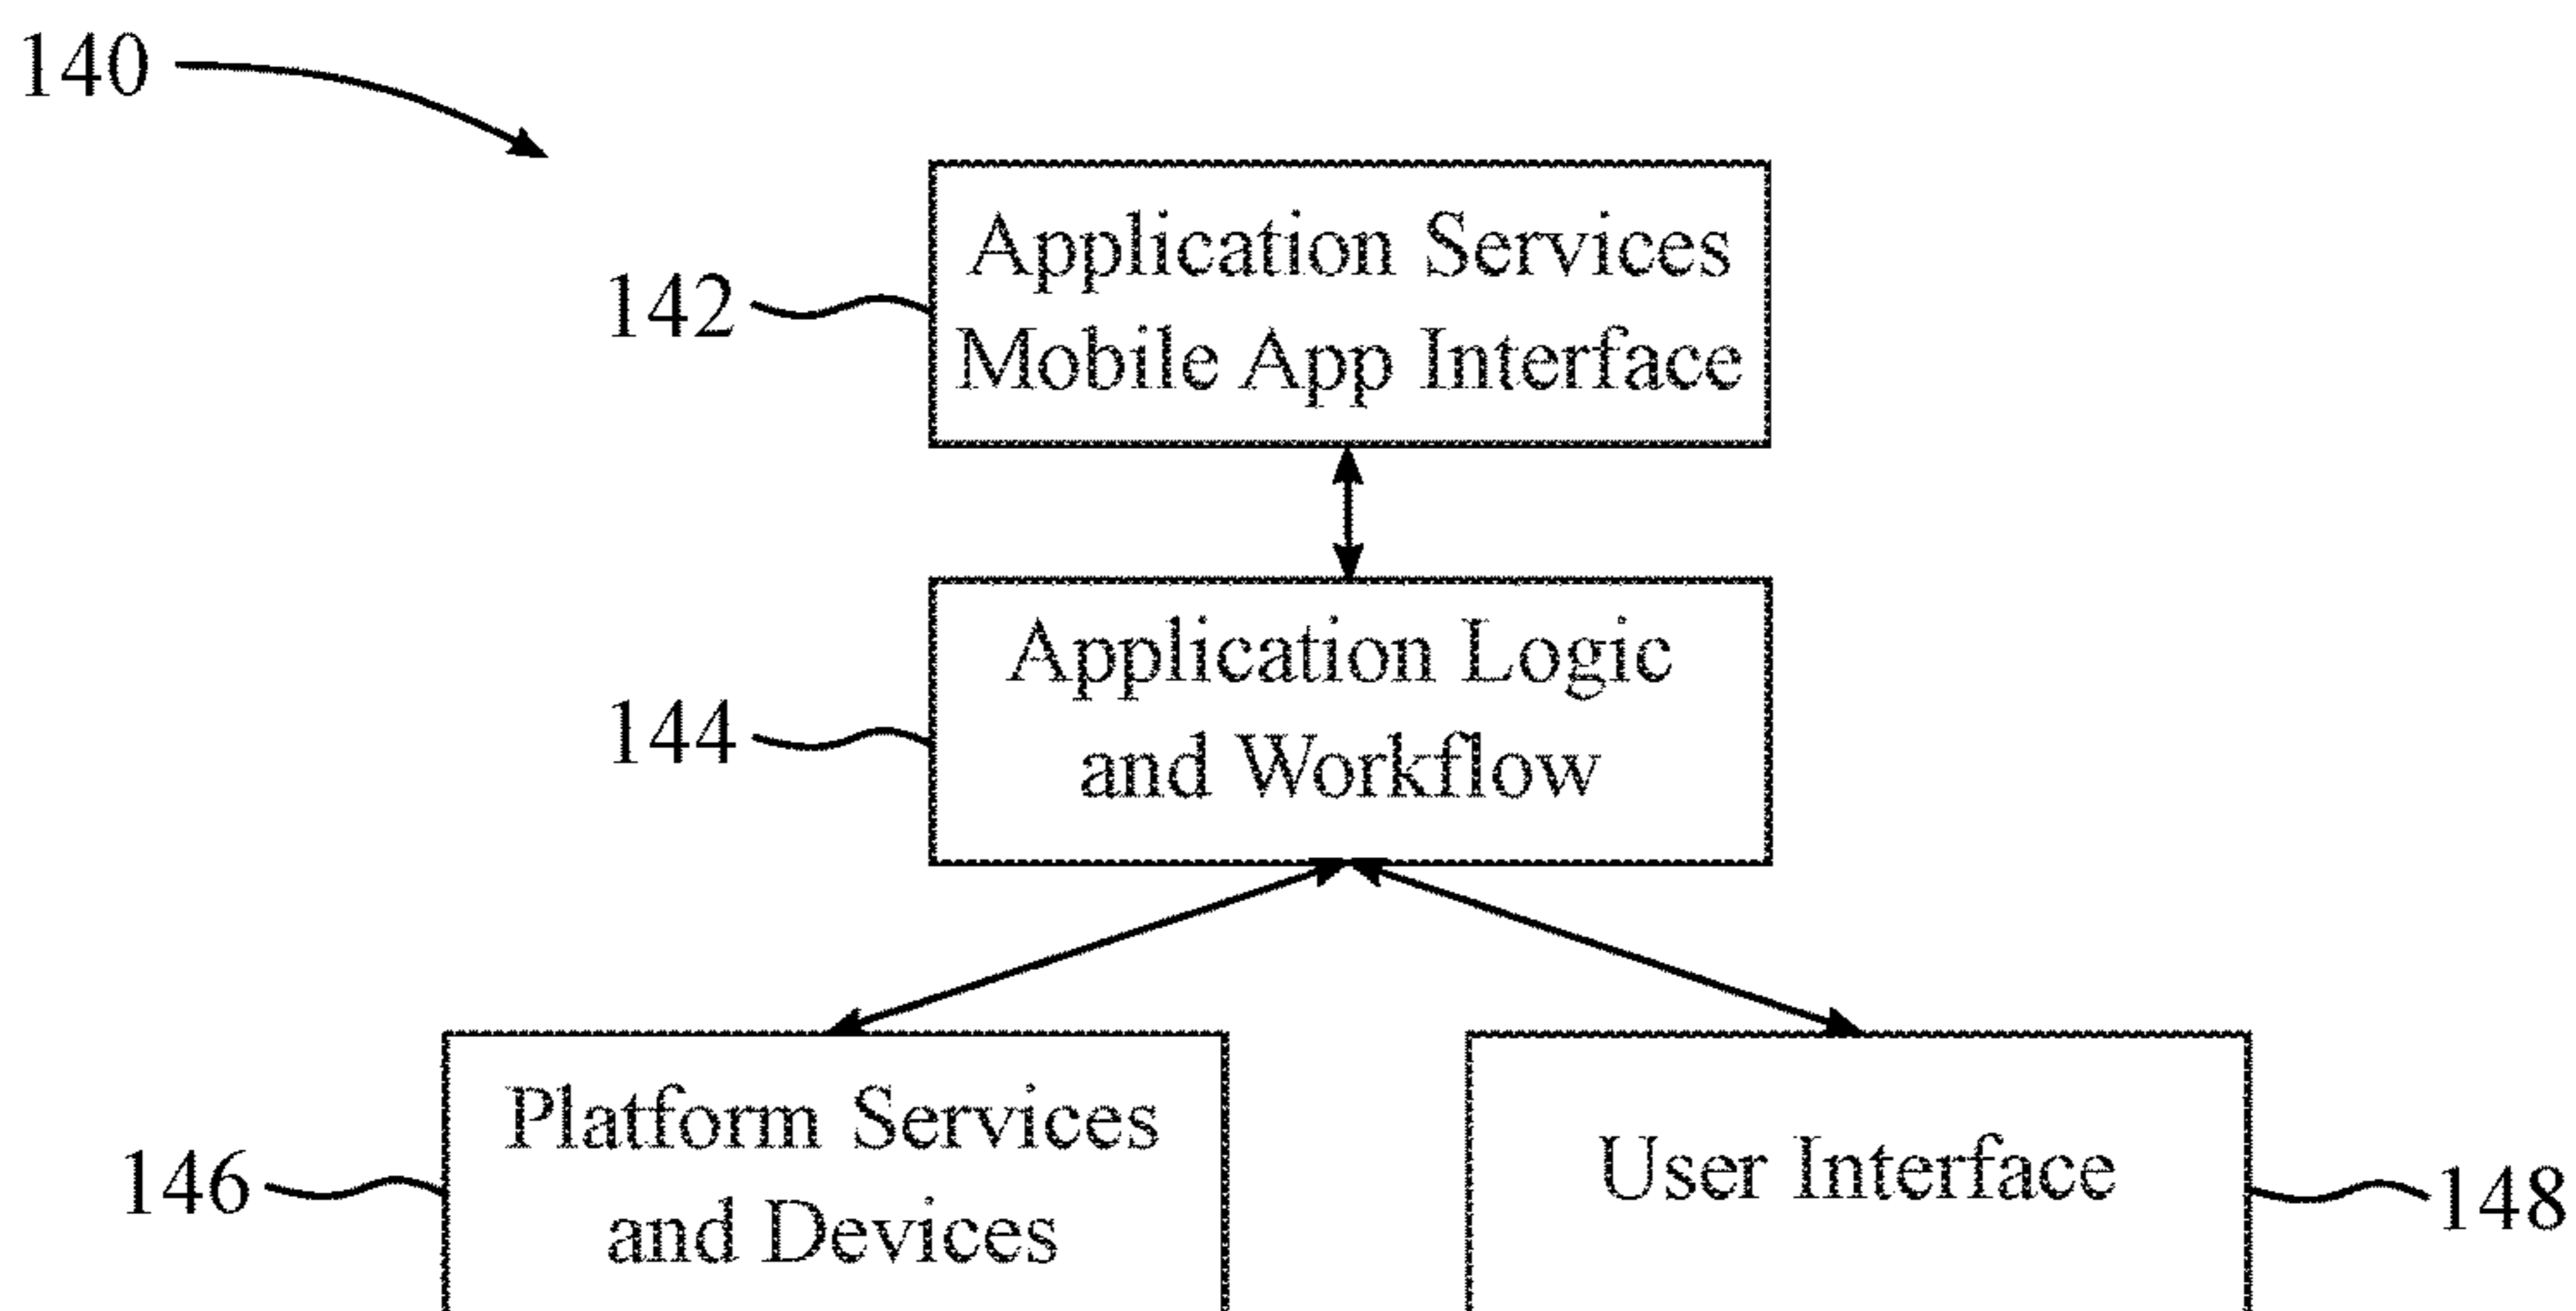 140
Application Services
Mobile App Interface
142
Application Logic
and Workflow
144
Platform Services
and Devices
146
User Interface
148